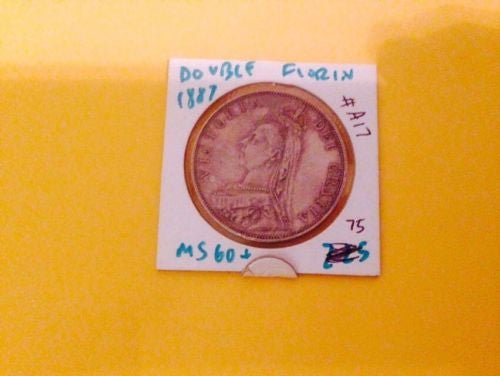 DOUBLE FLORIN
1887
#A17
VICTORIA DEI GRATIA
75
MS60+